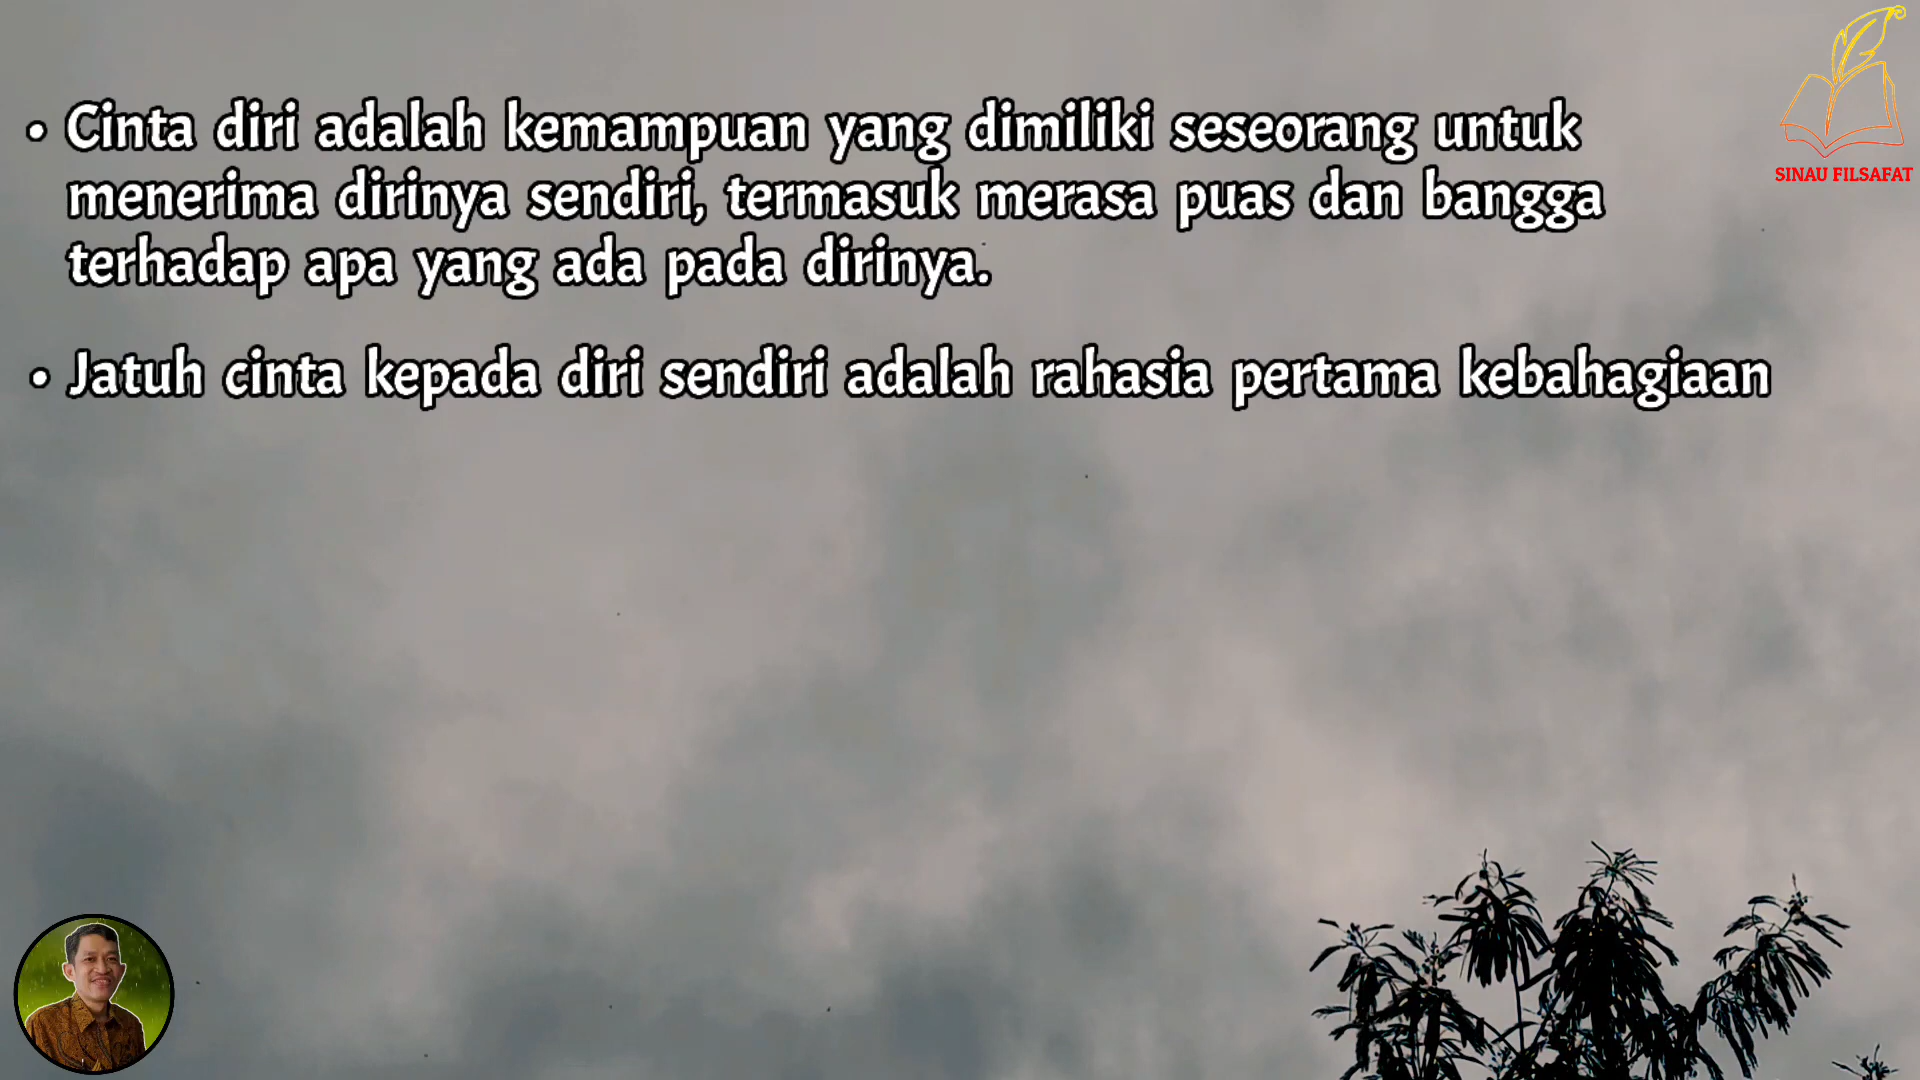 • Cinta diri adalah kemampuan yang dimiliki seseorang untuk
menerima dirinya sendiri, termasuk merasa puas dan bangga
terhadap apa yang ada pada dirinya.
• Jatuh cinta kepada diri sendiri adalah rahasia pertama kebahagiaan
SINAU FILSAFAT